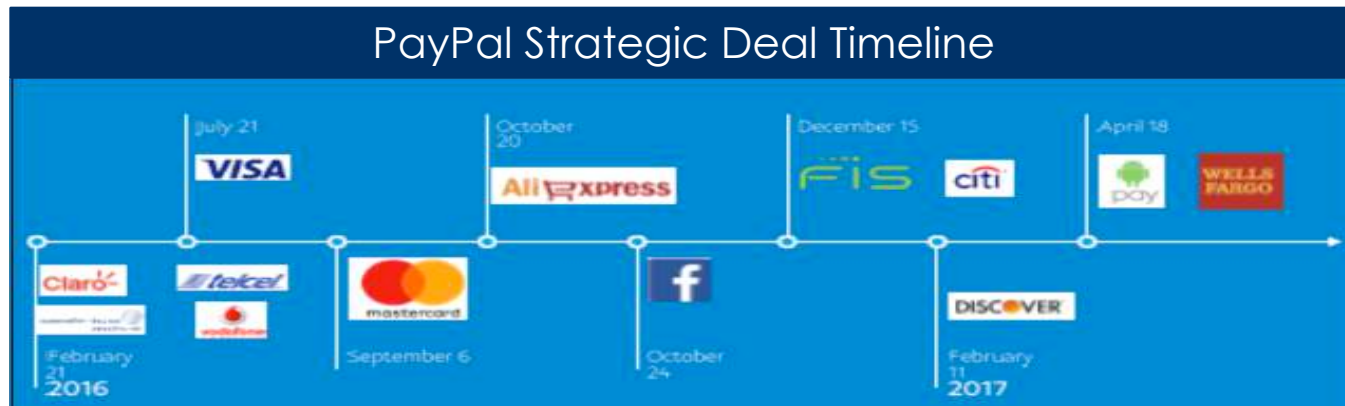 PayPal Strategic Deal Timeline
July 21
VISA
October
20
AliExpress
December 15
FIS
citi
April 18
pay
WELLS
FARGO
Claro
telcel
vodafone
February
21
2016
mastercard
September 6
f
October
24
DISCOVER
February
11
2017